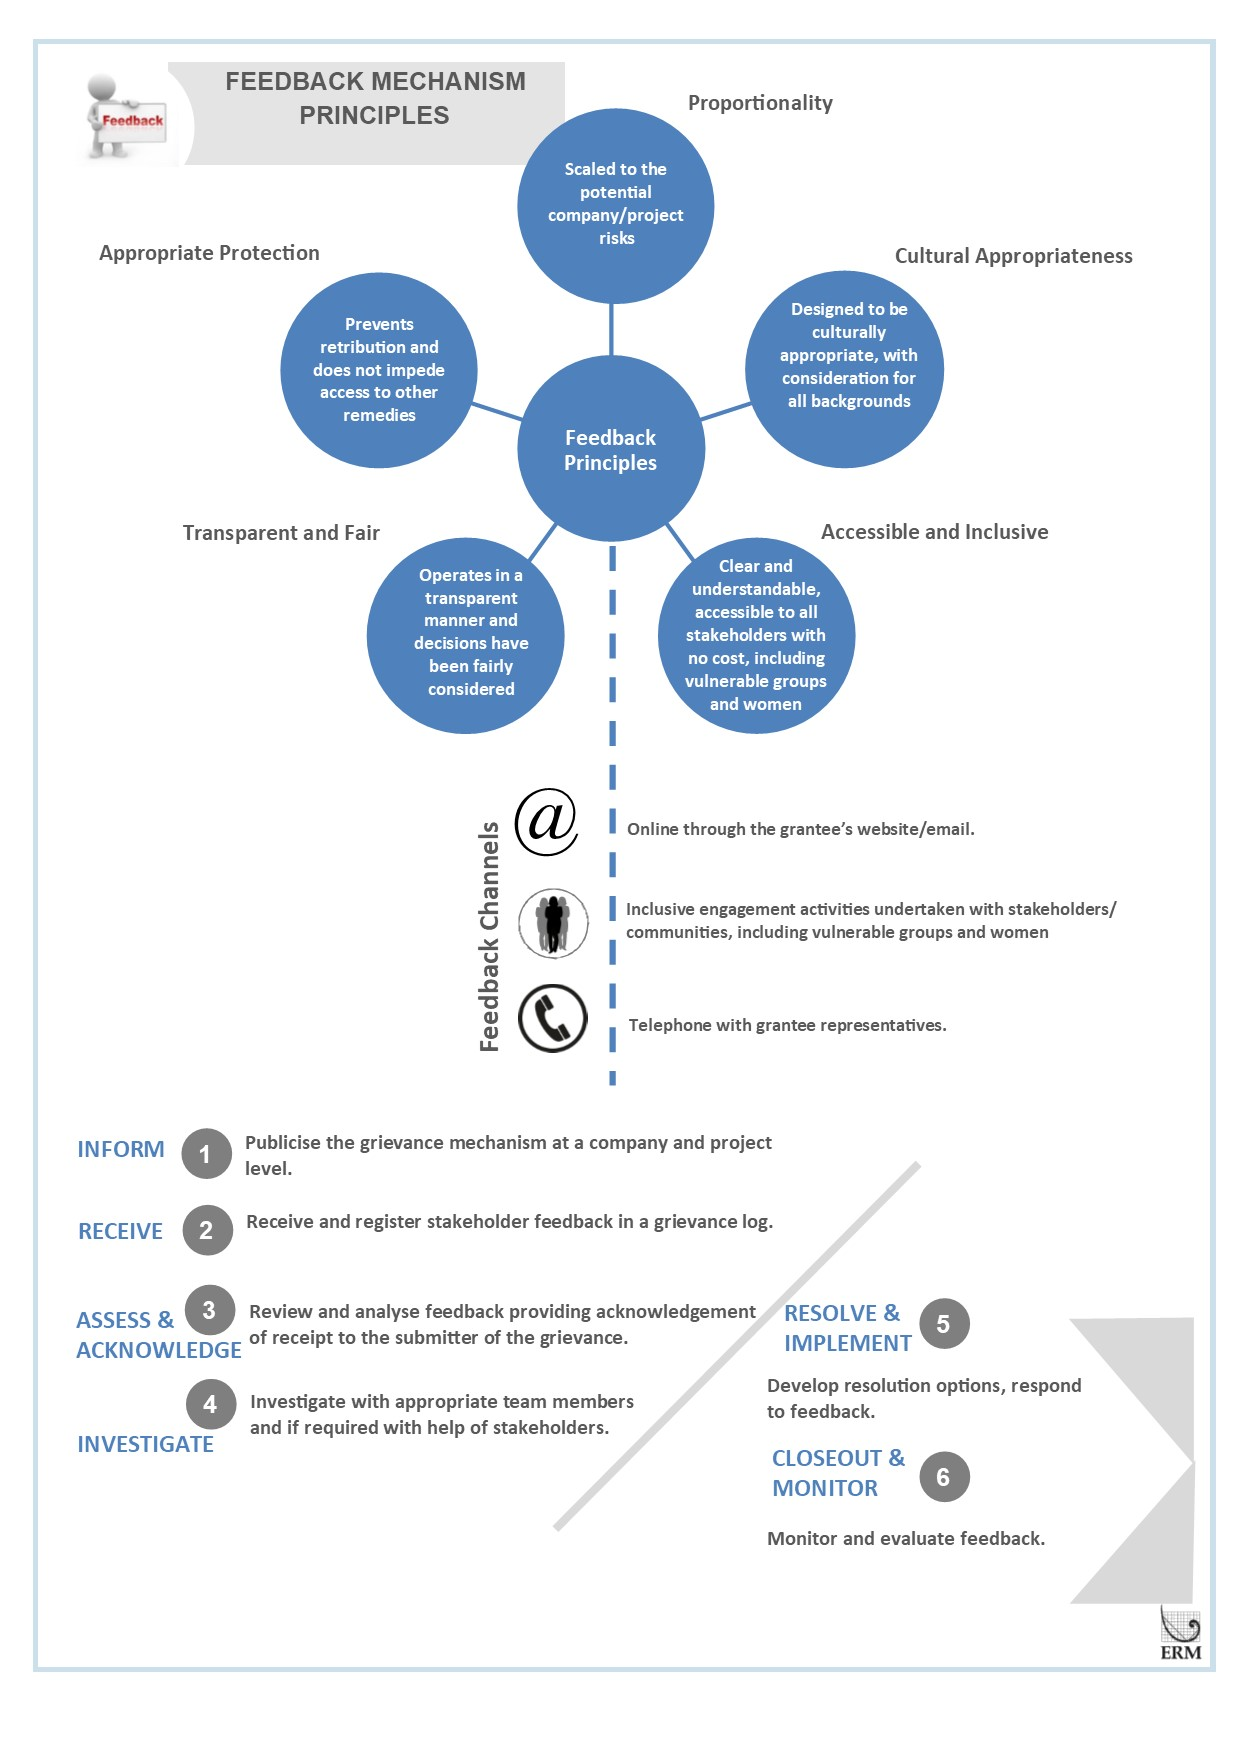 Feedback
FEEDBACK MECHANISM
PRINCIPLES
Proportionality
Scaled to the
potential
company/project
risks
Appropriate Protection
Prevents
retribution and
does not impede
access to other
remedies
Cultural Appropriateness
Designed to be
culturally
appropriate, with
consideration for
all backgrounds
Feedback
Principles
Transparent and Fair
Operates in a
transparent
manner and
decisions have
been fairly
considered
Accessible and Inclusive
Clear and
understandable,
accessible to all
stakeholders with
no cost, including
vulnerable groups
and women
Feedback Channels
@
Online through the grantee’s website/email.
Inclusive engagement activities undertaken with stakeholders/
communities, including vulnerable groups and women
Telephone with grantee representatives.
INFORM
1
Publicise the grievance mechanism at a company and project
level.
RECEIVE
2
Receive and register stakeholder feedback in a grievance log.
ASSESS &
ACKNOWLEDGE
3
Review and analyse feedback providing acknowledgement
of receipt to the submitter of the grievance.
INVESTIGATE
4
Investigate with appropriate team members
and if required with help of stakeholders.
RESOLVE &
IMPLEMENT
5
Develop resolution options, respond
to feedback.
CLOSEOUT &
MONITOR
6
Monitor and evaluate feedback.
ERM